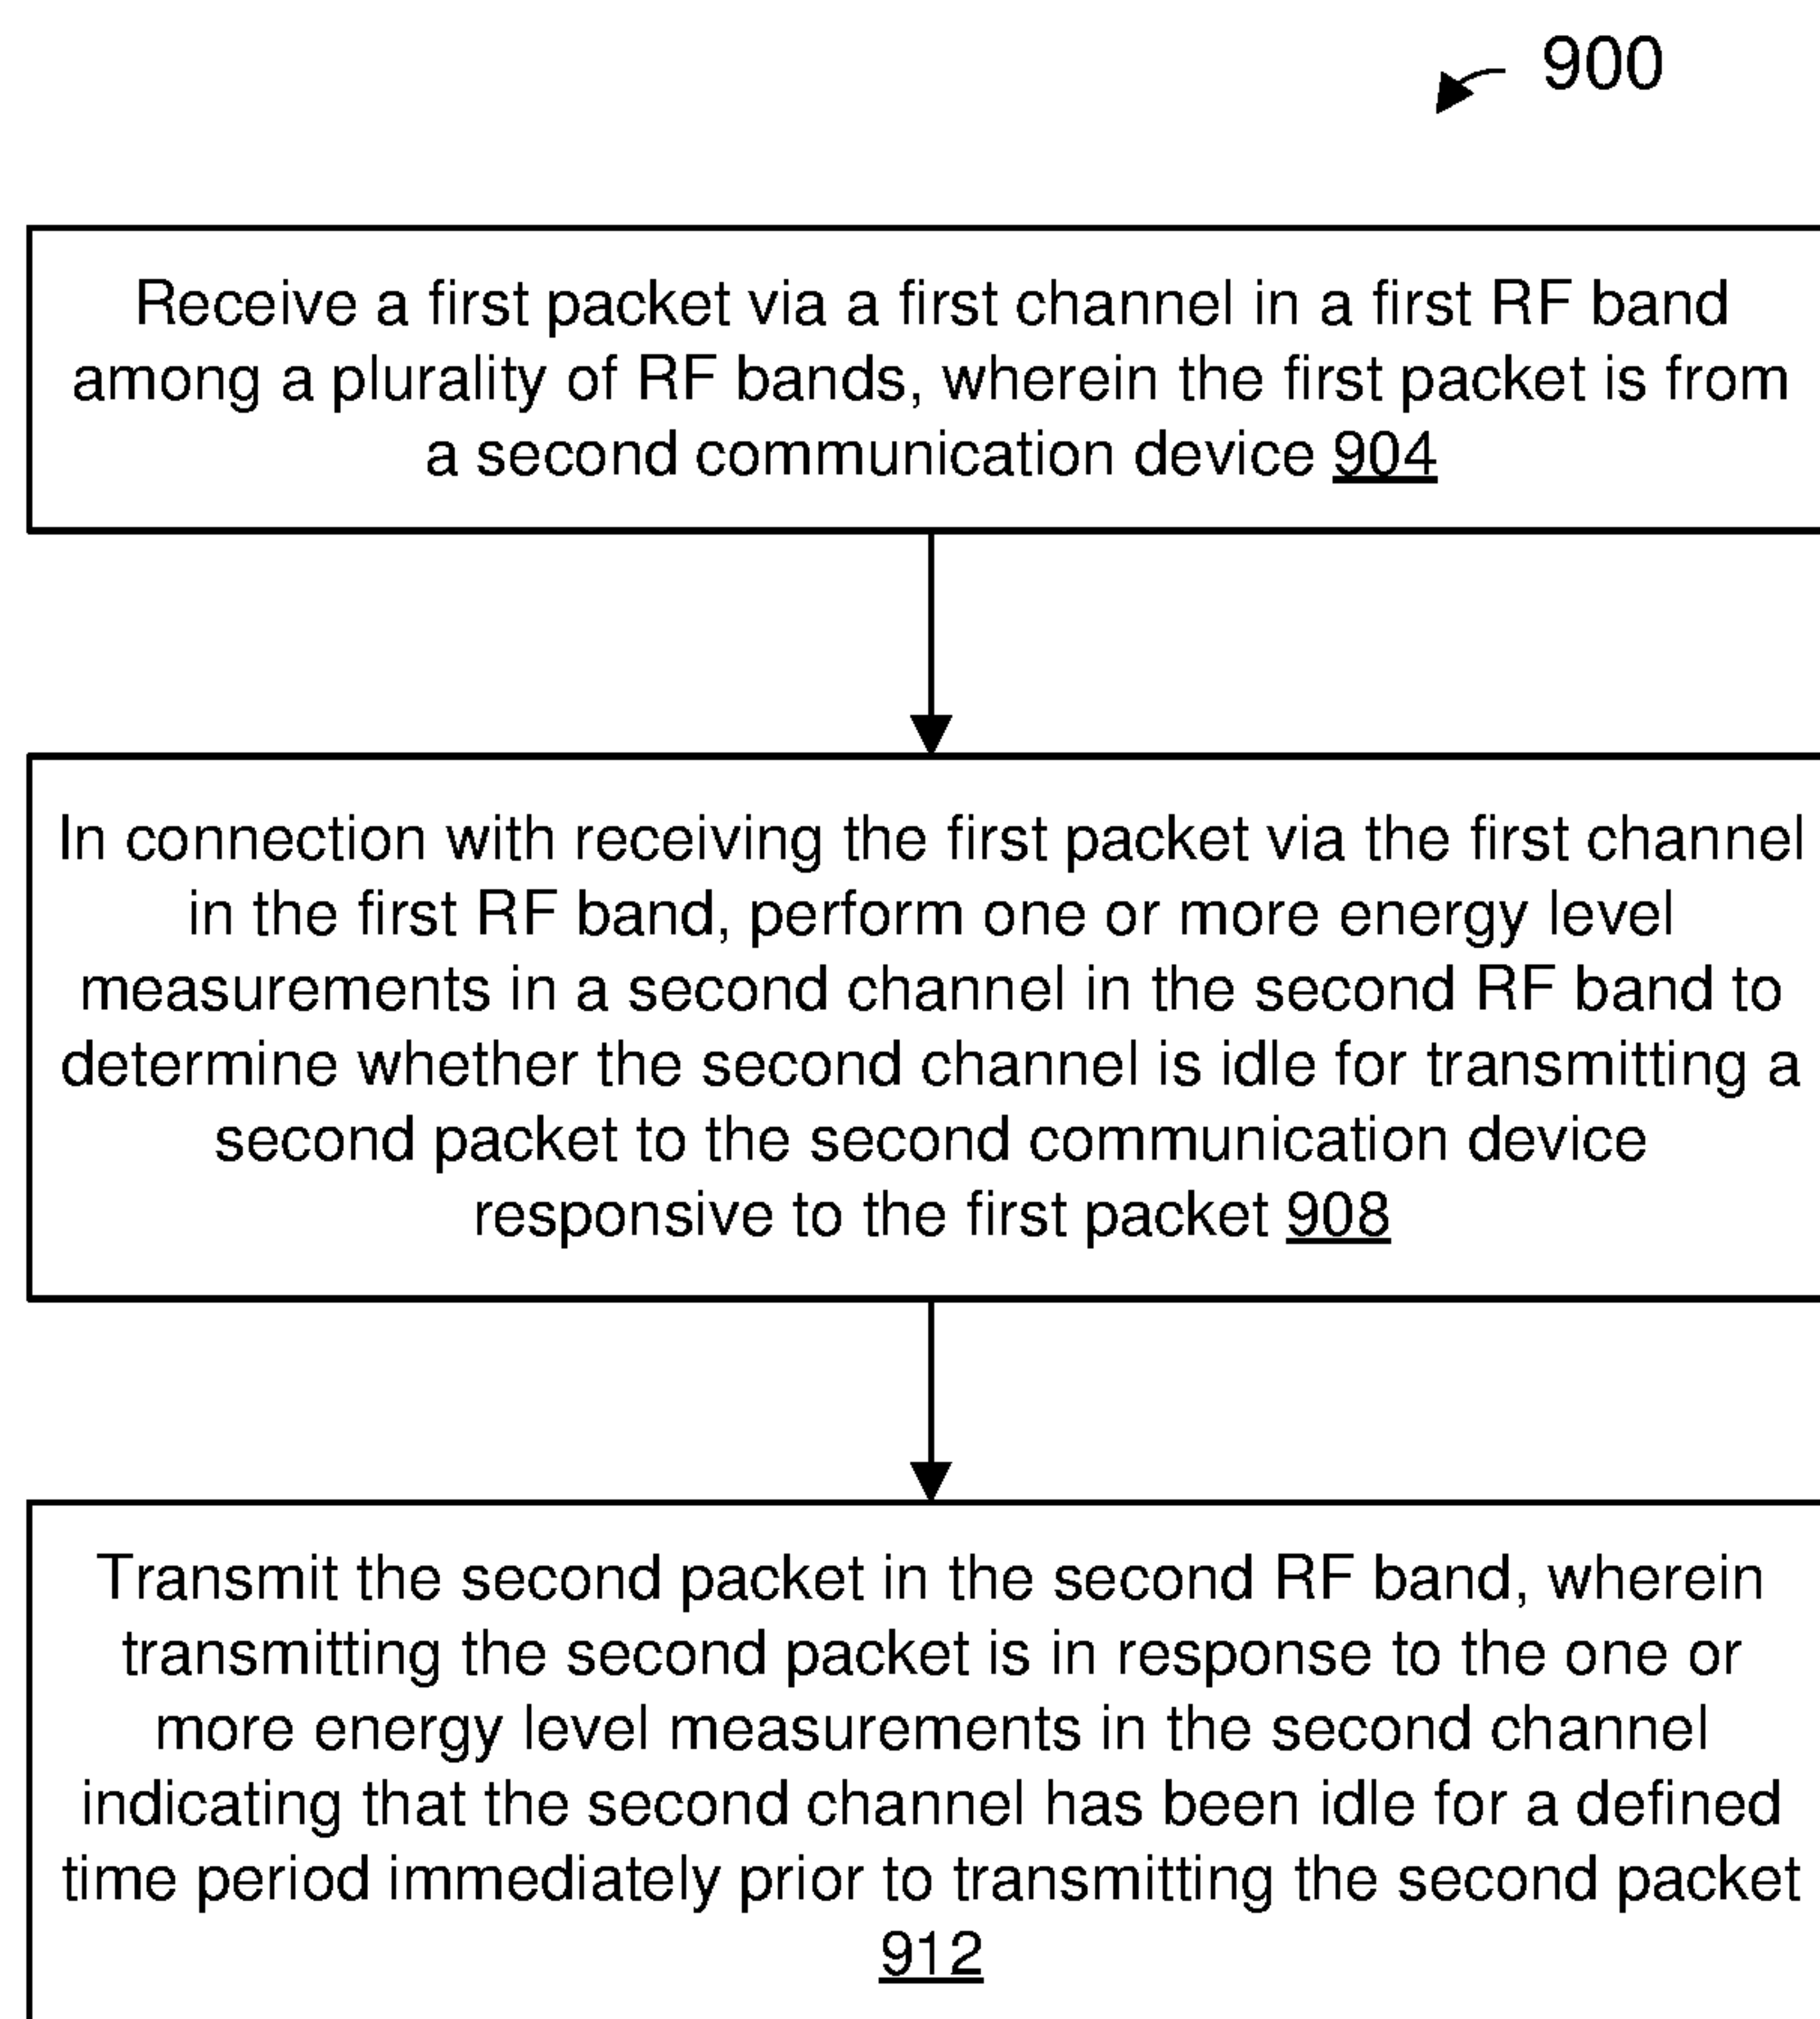 900
Receive a first packet via a first channel in a first RF band
among a plurality of RF bands, wherein the first packet is from
a second communication device 904
In connection with receiving the first packet via the first channel
in the first RF band, perform one or more energy level
measurements in a second channel in the second RF band to
determine whether the second channel is idle for transmitting a
second packet to the second communication device
responsive to the first packet 908
Transmit the second packet in the second RF band, wherein
transmitting the second packet is in response to the one or
more energy level measurements in the second channel
indicating that the second channel has been idle for a defined
time period immediately prior to transmitting the second packet
912